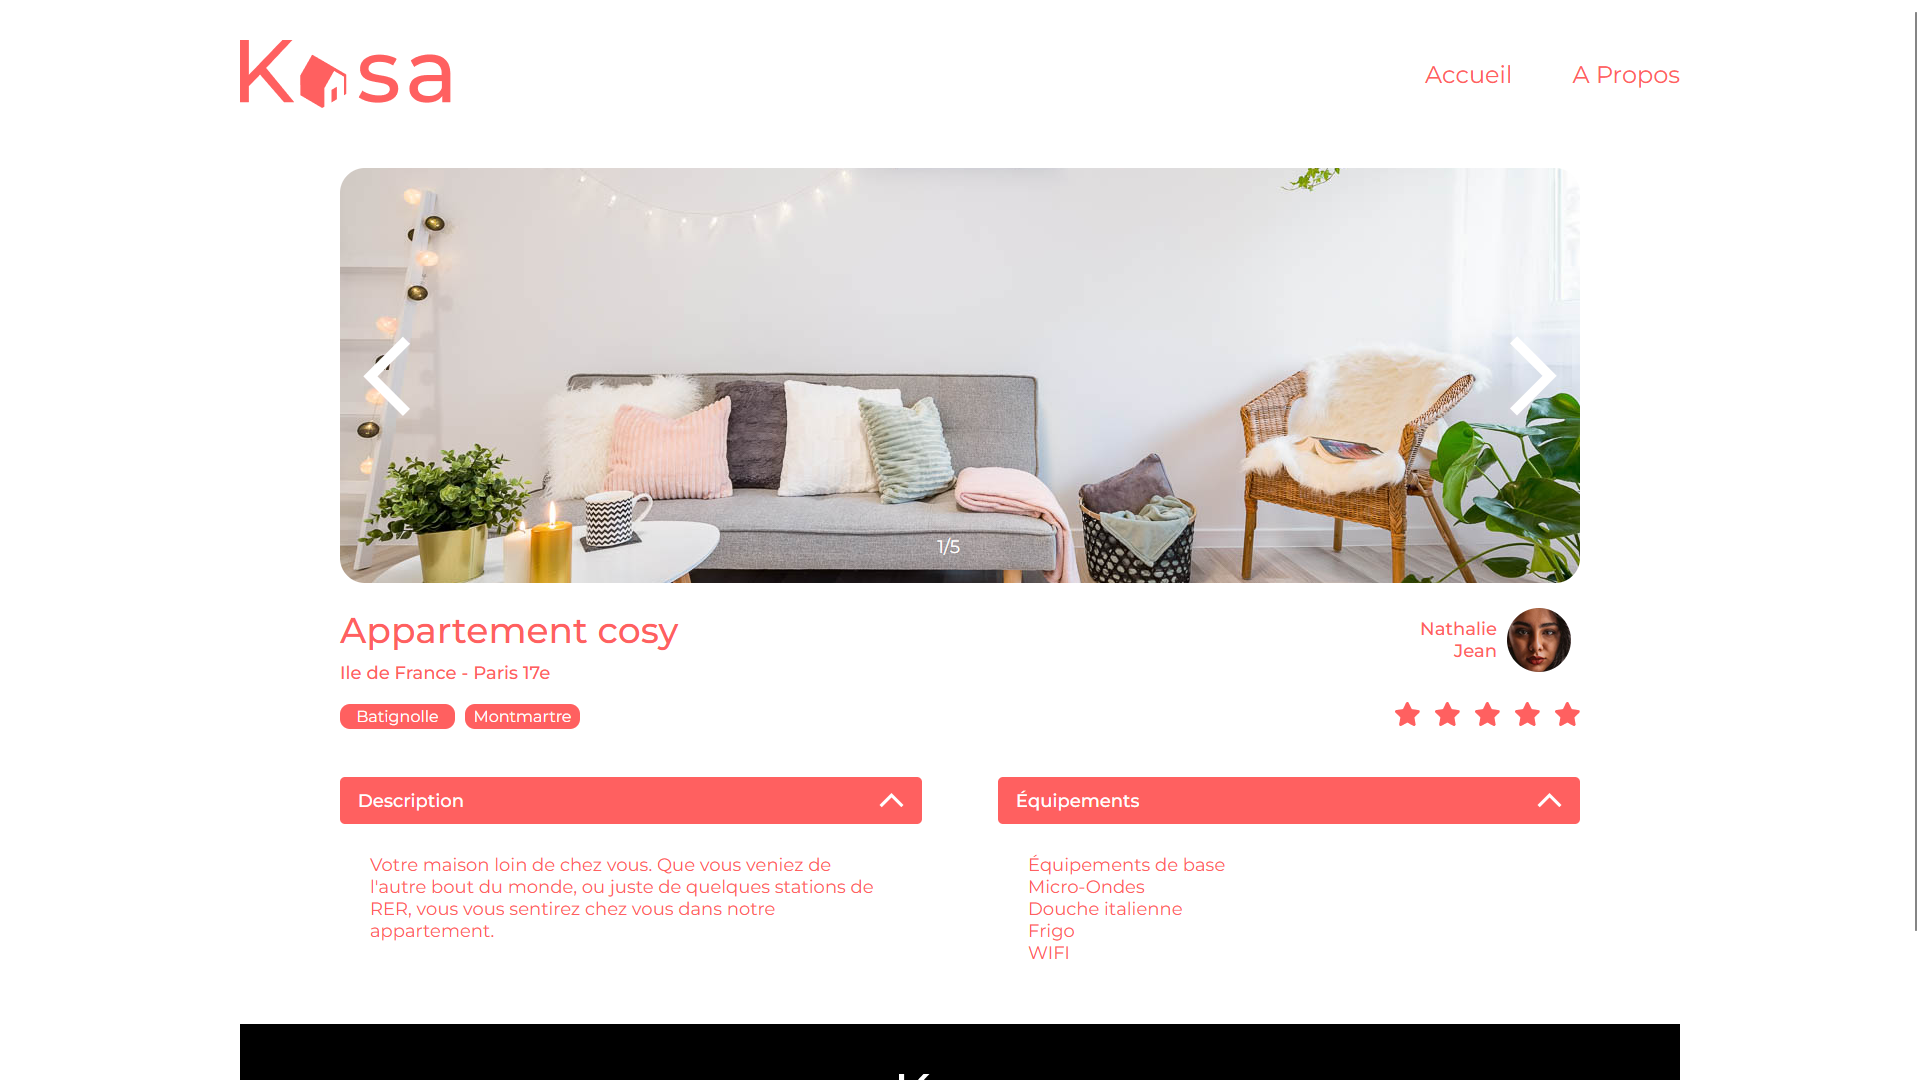 Kasa
Accueil
A Propos
1/5
Appartement cosy
Ile de France - Paris 17e
Batignolle
Montmartre
Nathalie
Jean
Description
Votre maison loin de chez vous. Que vous veniez de
l'autre bout du monde, ou juste de quelques stations de
RER, vous vous sentirez chez vous dans notre
appartement.
Équipements
Équipements de base
Micro-Ondes
Douche italienne
Frigo
WIFI